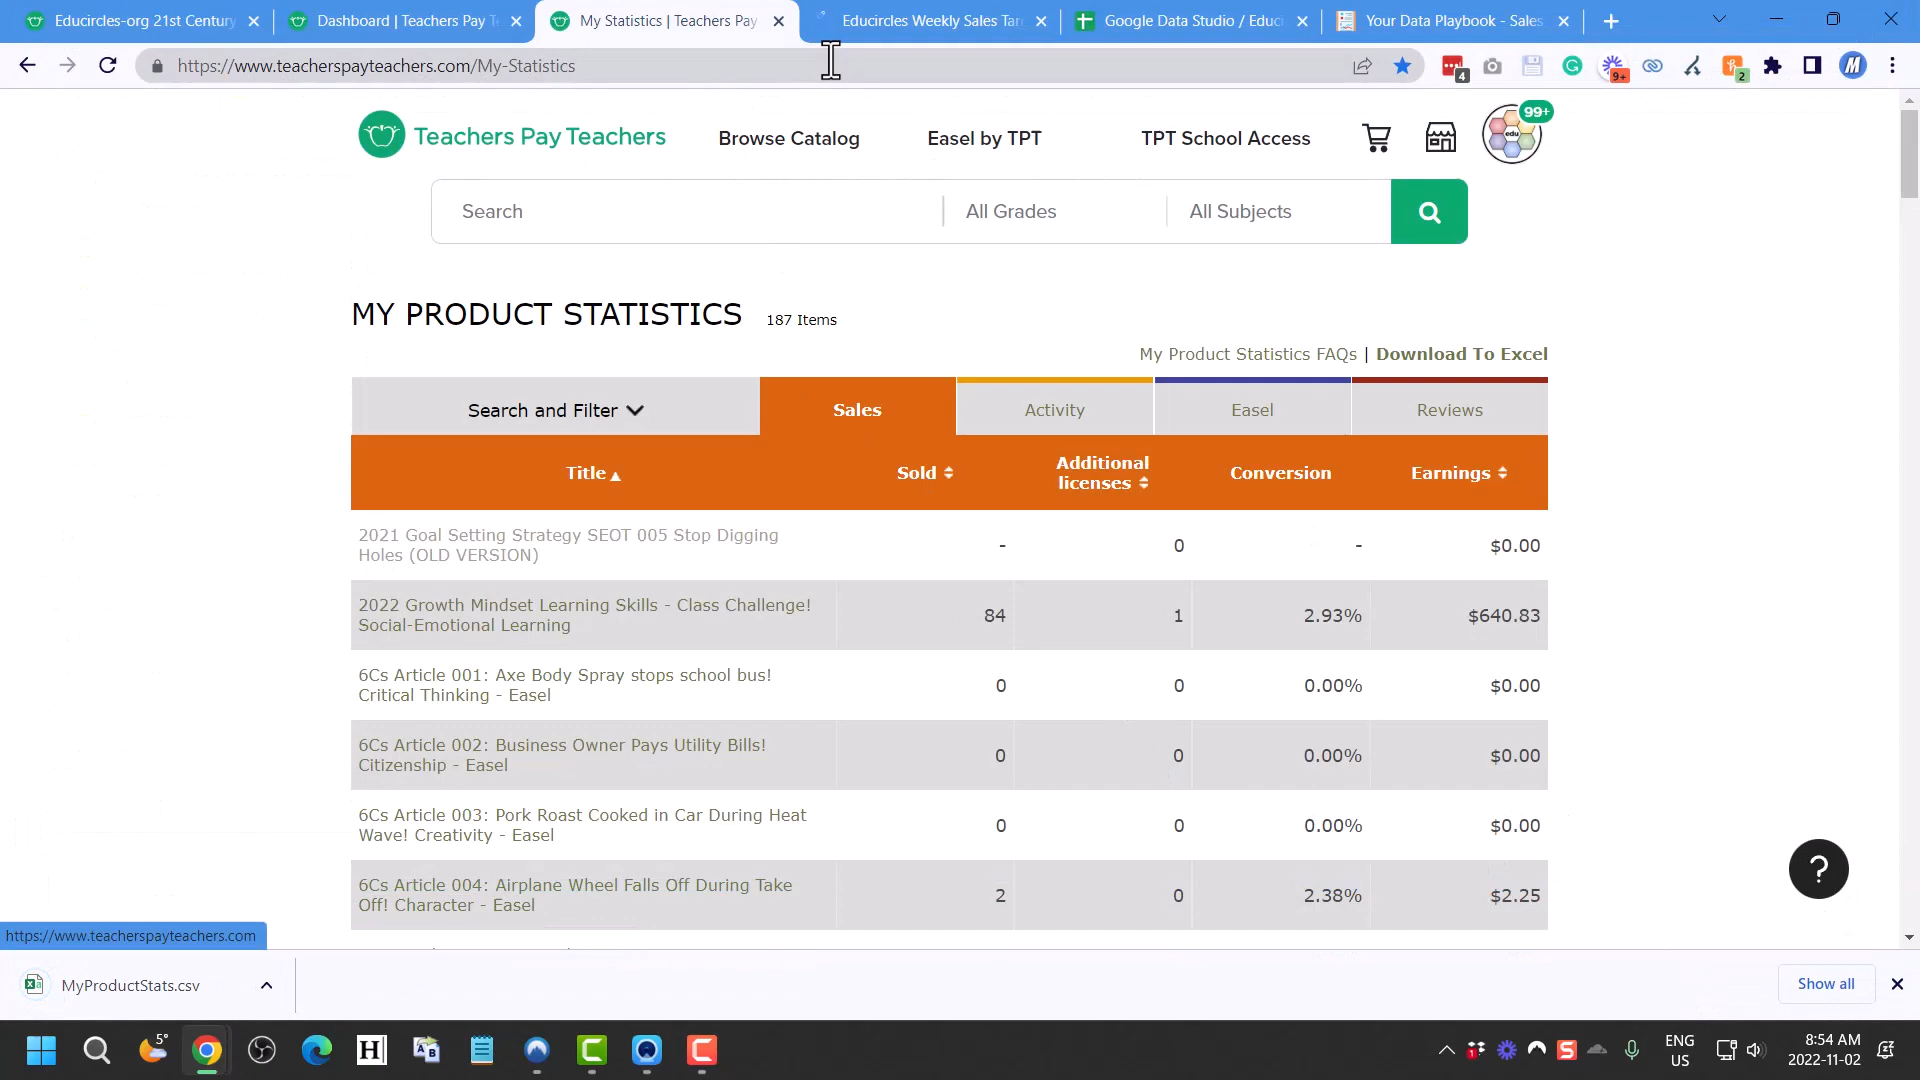 Educircles-org 21st Century
Dashboard | Teachers Pay Te
My Statistics | Teachers Pay
Educircles Weekly Sales Tar
Google Data Studio / Educi
Your Data Playbook - Sales
https://www.teacherspayteachers.com/My-Statistics
4
9+
2
M
Teachers Pay Teachers
Browse Catalog
Easel by TPT
TPT School Access
edu
99+
Search
All Grades
All Subjects
MY PRODUCT STATISTICS 187 Items
My Product Statistics FAQs | Download To Excel
Search and Filter
Sales
Activity
Easel
Reviews
Title
Sold
Additional
licenses
Conversion
Earnings
2021 Goal Setting Strategy SEOT 005 Stop Digging
Holes (OLD VERSION)
- 0 - $0.00
2022 Growth Mindset Learning Skills - Class Challenge!
Social-Emotional Learning
84 1 2.93% $640.83
6Cs Article 001: Axe Body Spray stops school bus!
Critical Thinking - Easel
0 0 0.00% $0.00
6Cs Article 002: Business Owner Pays Utility Bills!
Citizenship - Easel
0 0 0.00% $0.00
6Cs Article 003: Pork Roast Cooked in Car During Heat
Wave! Creativity - Easel
0 0 0.00% $0.00
6Cs Article 004: Airplane Wheel Falls Off During Take
Off! Character - Easel
2 0 2.38% $2.25
?
https://www.teacherspayteachers.com
MyProductStats.csv
Show all
5°
H
ENG
US
8:54 AM
2022-11-02